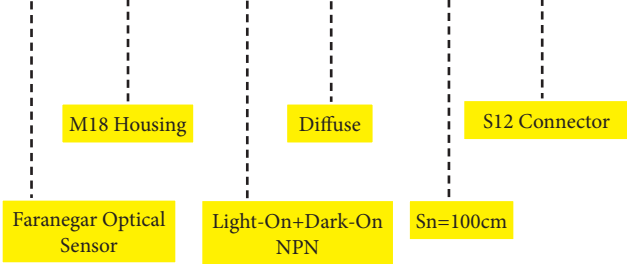 M18 Housing
Diffuse
S12 Connector
Faranegar Optical
Sensor
Light-On+Dark-On
NPN
Sn=100cm